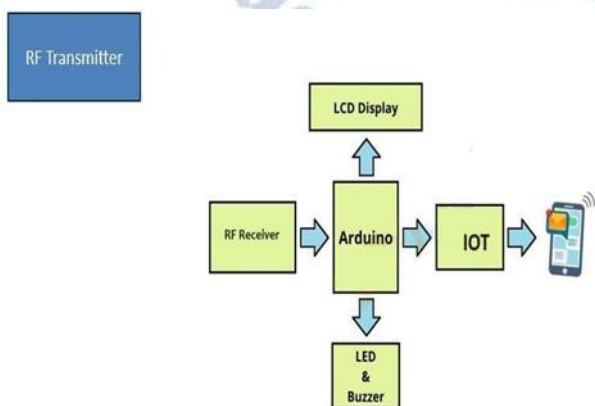 RF Transmitter
LCD Display
RF Receiver
Arduino
IOT
LED
&
Buzzer